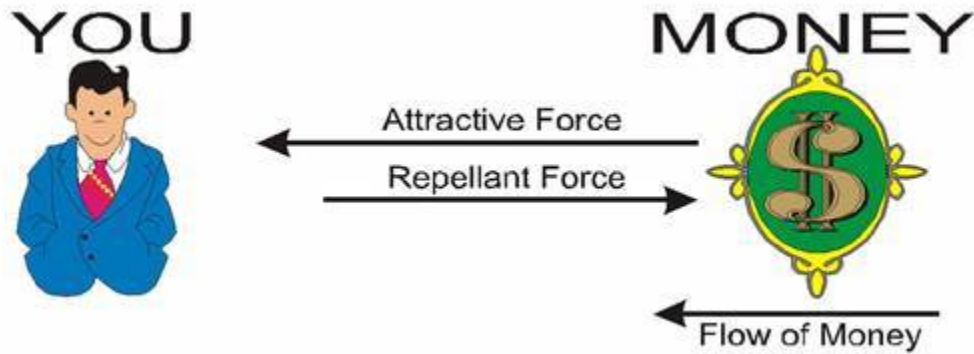 YOU
MONEY
Attractive Force
Repellant Force
$
Flow of Money